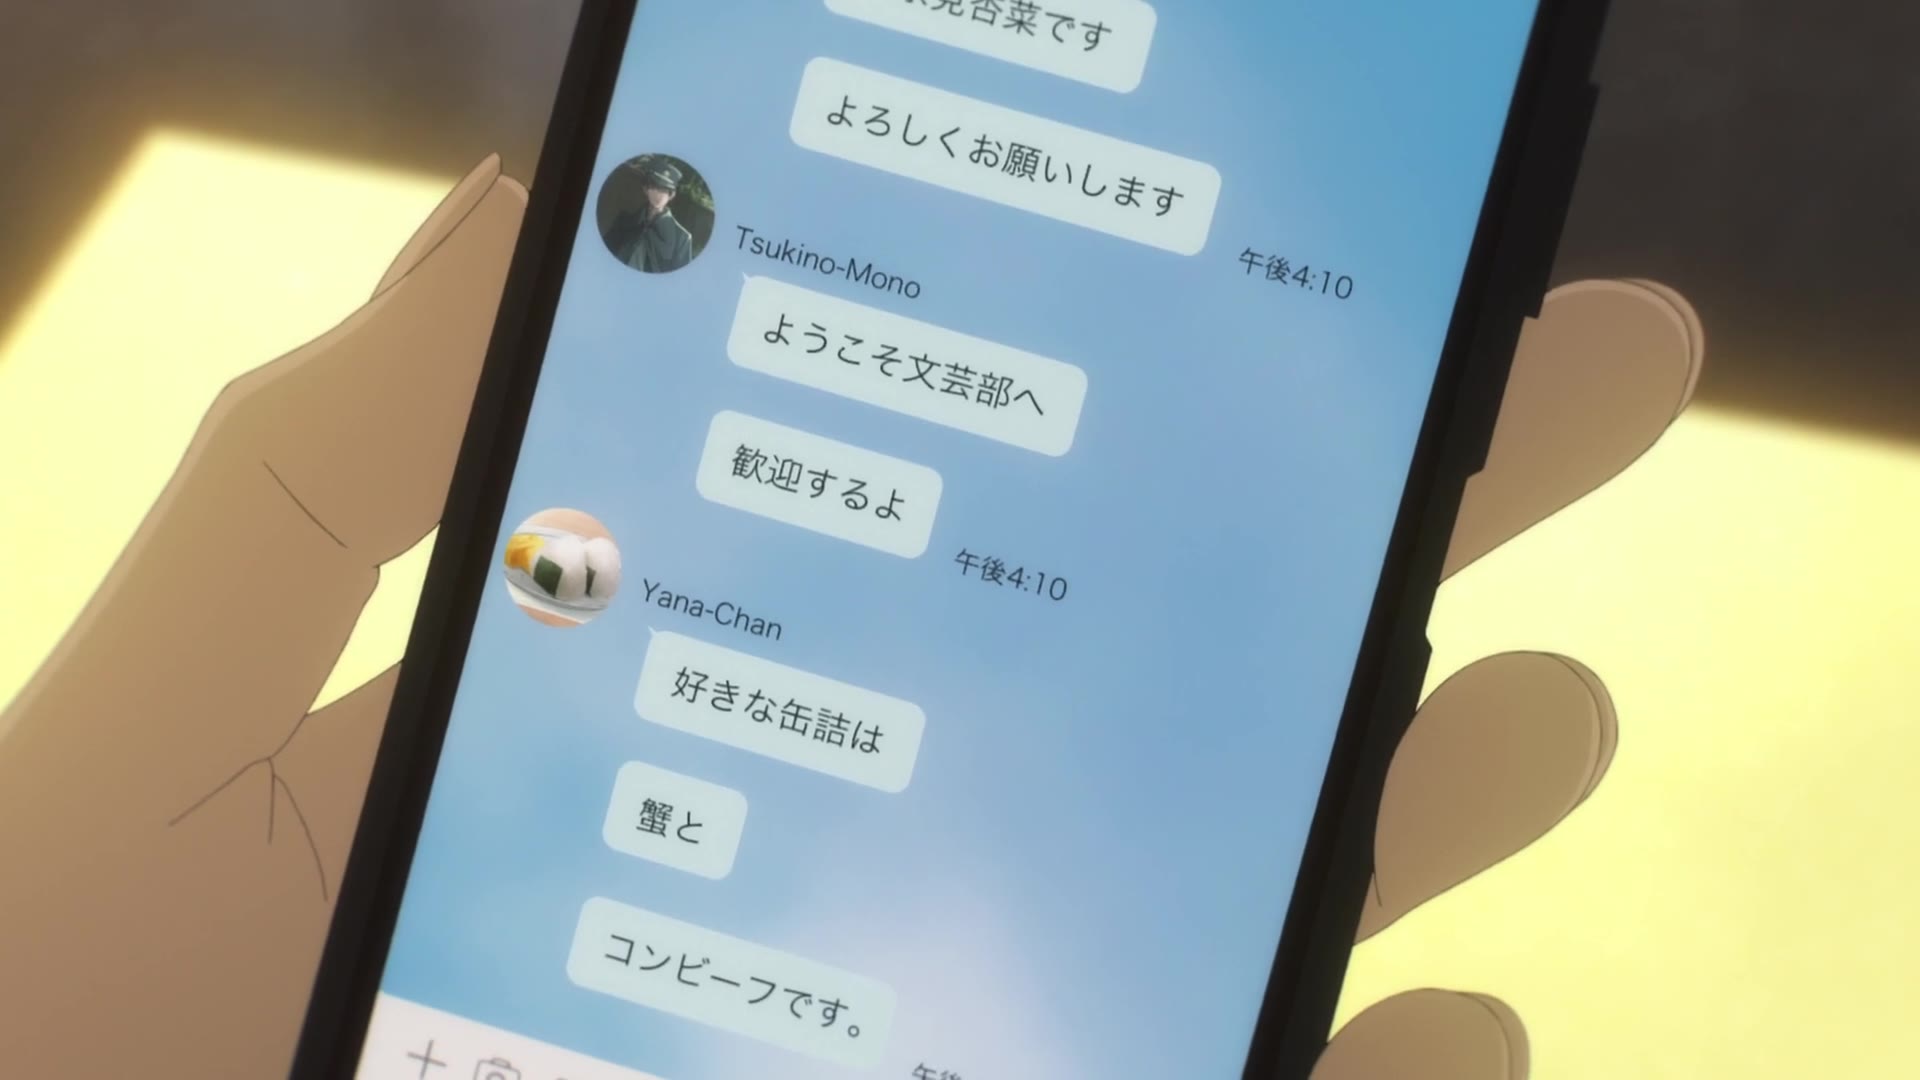 杏菜です
よろしくお願いします
午後4:10
Tsukino-Mono
ようこそ文芸部へ
歓迎するよ
午後4:10
Yana-Chan
好きな缶詰は
蟹と
コンビーフです。
午後